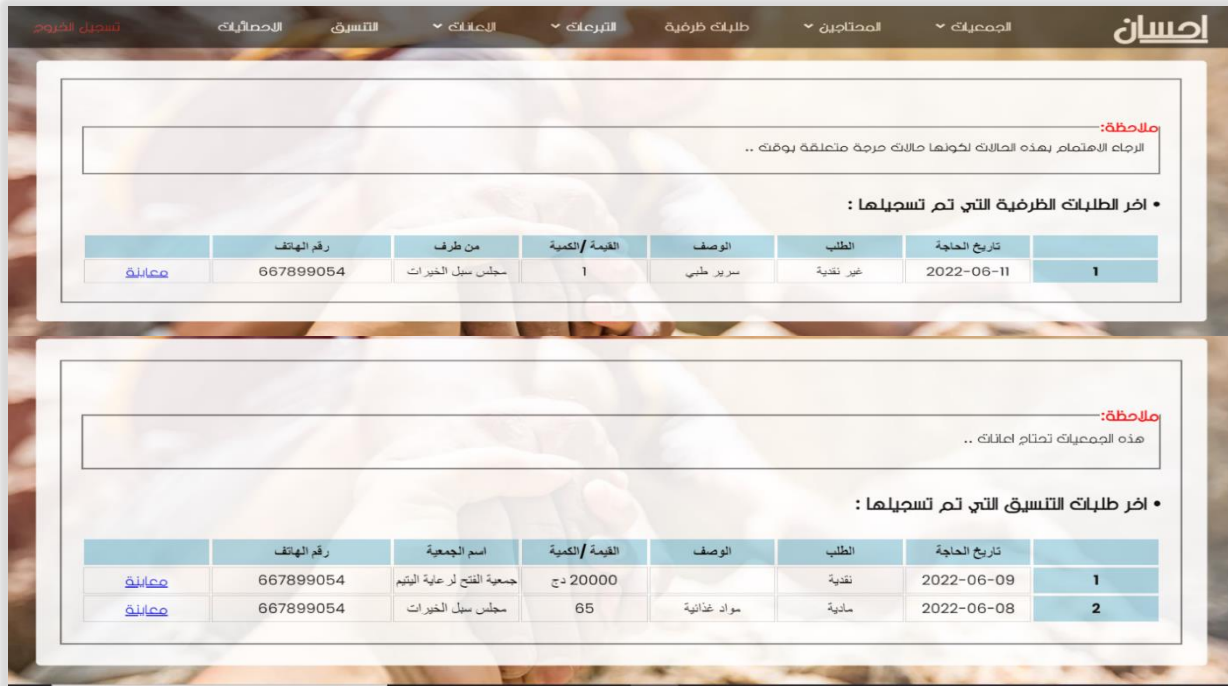 احسان الجمعيات المحتاجين طلبات ظرفية التبرعات الاعانات التنسيق الاحصائيات تسجيل الخروج
ملاحظة:
الرجاء الاهتمام بهذه الحالات لكونها حالات حرجة متعلقة بوقت ..
• اخر الطلبات الظرفية التي تم تسجيلها :
تاريخ الحاجة الطلب الوصف القيمة /الكمية من طرف رقم الهاتف
1 2022-06-11 غير نقدية سرير طبي 1 مجلس سبل الخيرات 667899054 معاينة
ملاحظة:
هذه الجمعيات تحتاج اعانات ..
• اخر طلبات التنسيق التي تم تسجيلها :
تاريخ الحاجة الطلب الوصف القيمة /الكمية اسم الجمعية رقم الهاتف
1 2022-06-09 نقدية 20000 دج جمعية الفتح لرعاية اليتيم 667899054 معاينة
2 2022-06-08 مادية مواد غذائية 65 مجلس سبل الخيرات 667899054 معاينة